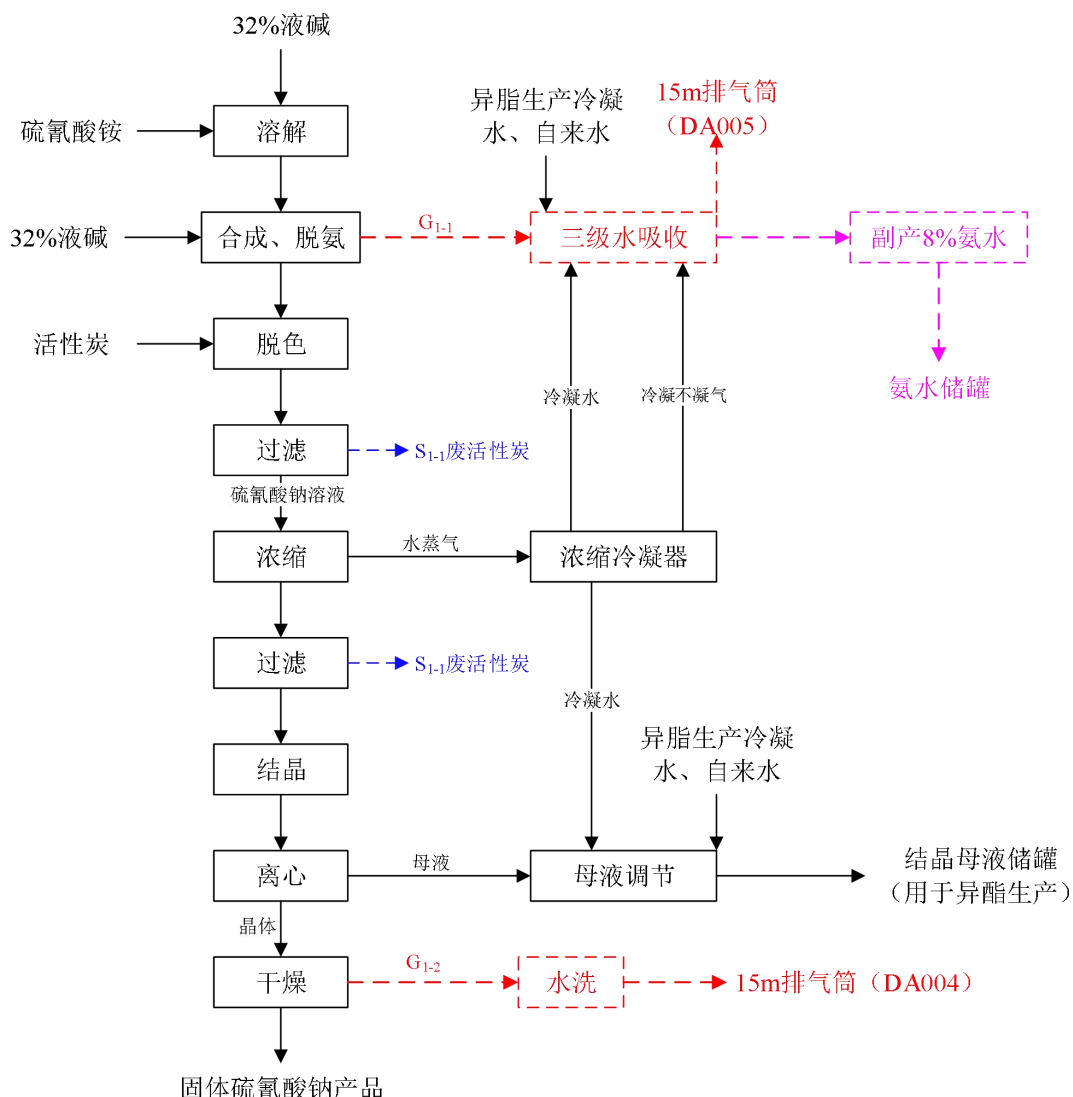 32%液碱
硫氰酸铵
溶解
异脂生产冷凝
水、自来水
15m排气筒
（DA005）
32%液碱
合成、脱氨
G1-1
三级水吸收
副产8%氨水
活性炭
脱色
冷凝水
冷凝不凝气
氨水储罐
过滤
S1-1废活性炭
硫氰酸钠溶液
浓缩
水蒸气
浓缩冷凝器
过滤
S1-1废活性炭
冷凝水
异脂生产冷凝
水、自来水
结晶
离心
母液
母液调节
结晶母液储罐
（用于异酯生产）
晶体
干燥
G1-2
水洗
15m排气筒（DA004）
固体硫氰酸钠产品